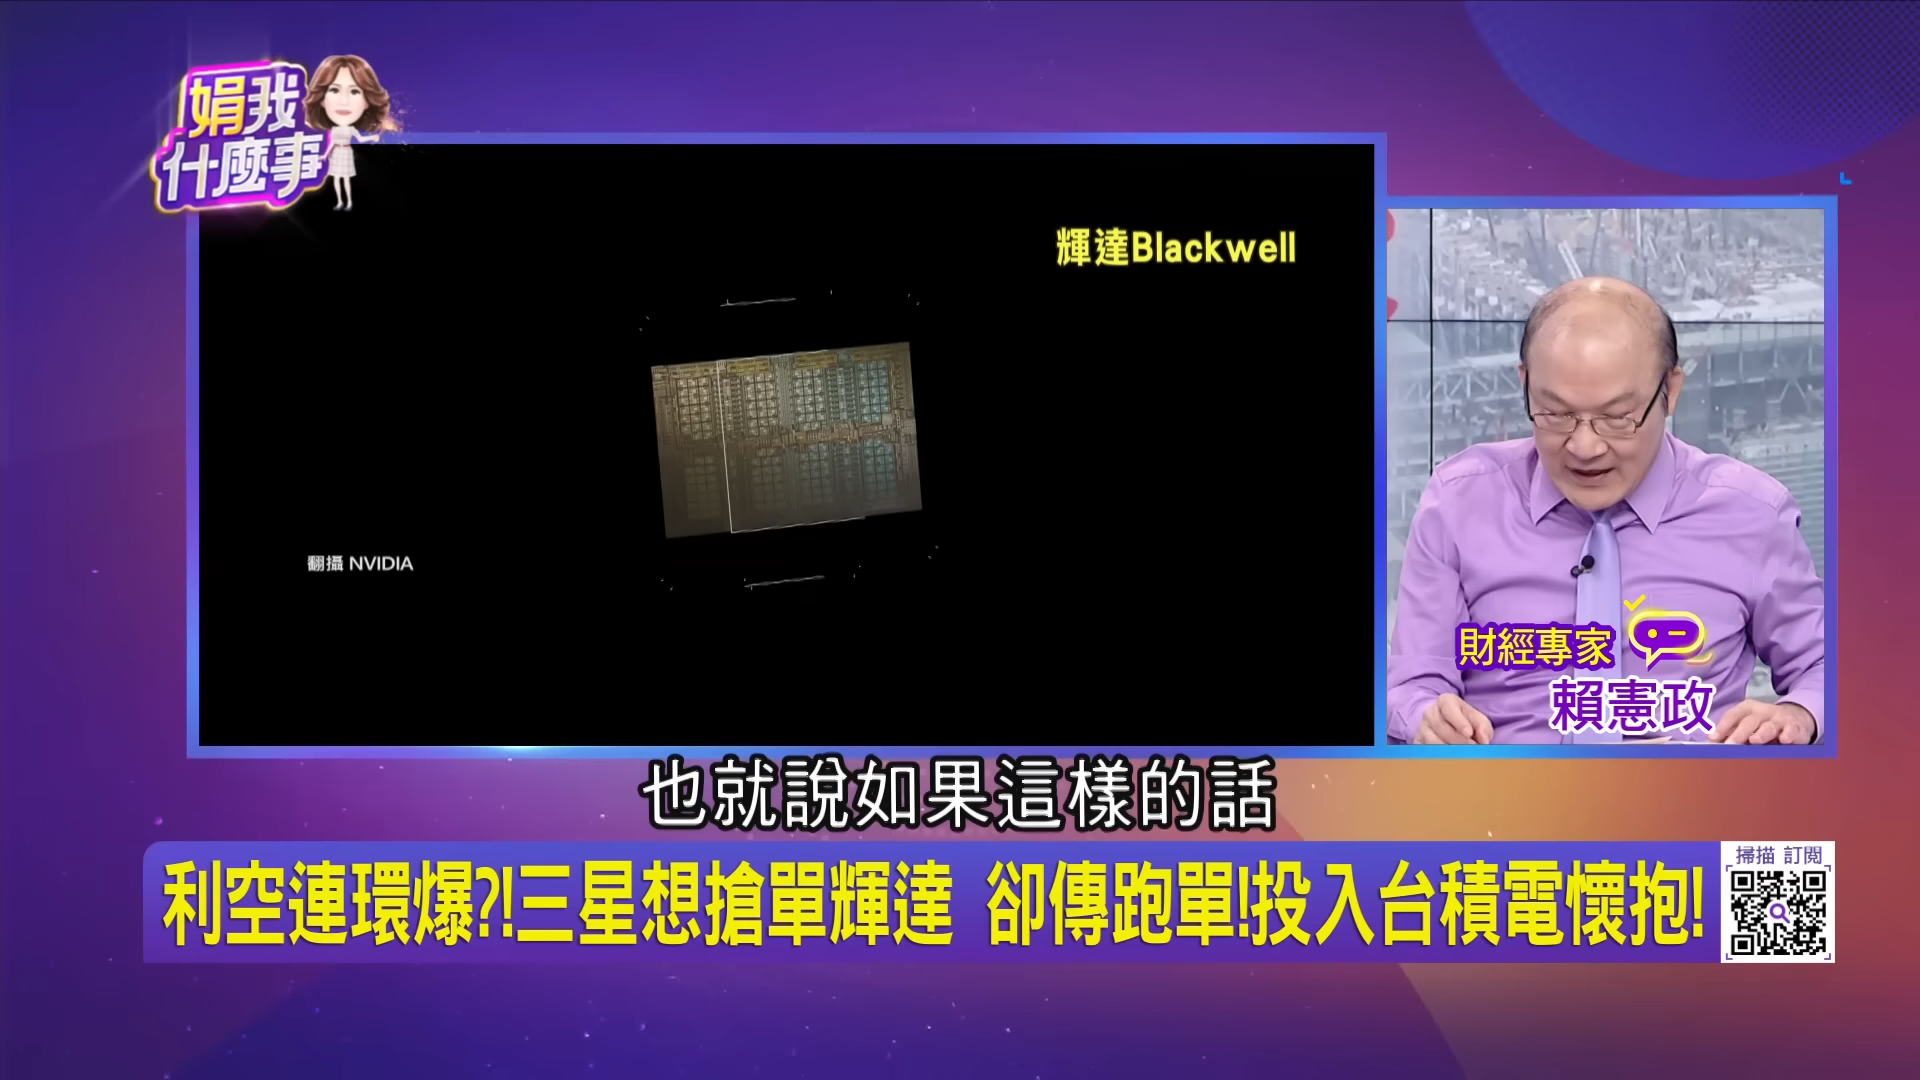 娟我
什麼事
輝達Blackwell
翻攝 NVIDIA
財經專家
賴憲政
也就說如果這樣的話
利空連環爆?!三星想搶單輝達 卻傳跑單!投入台積電懷抱!
掃描 訂閱